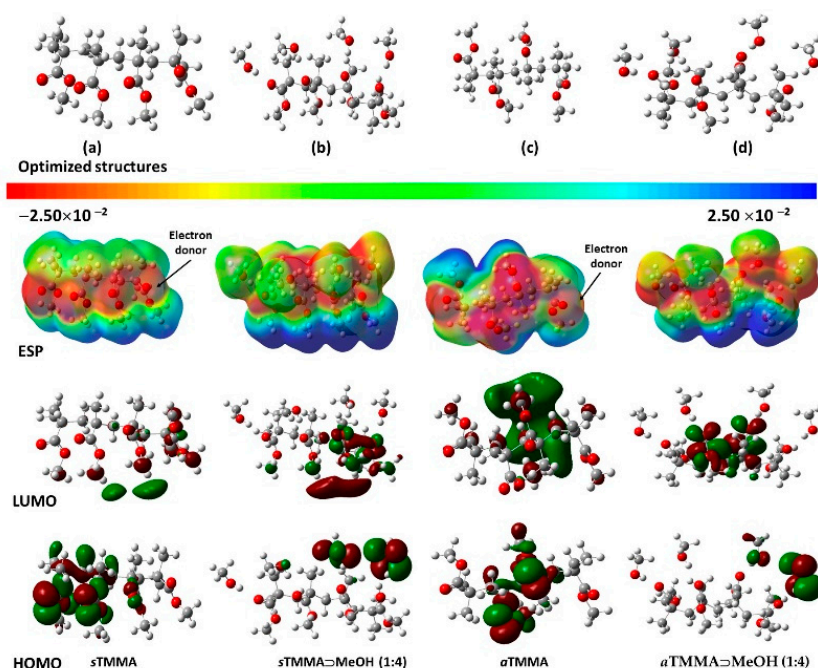 (a) (b) (c) (d)
Optimized structures
−2.50×10 −2 2.50×10 −2
Electron
donor
Electron
donor
ESP
LUMO
HOMO
sTMMA sTMMA⊃MeOH (1:4) aTMMA aTMMA⊃MeOH (1:4)